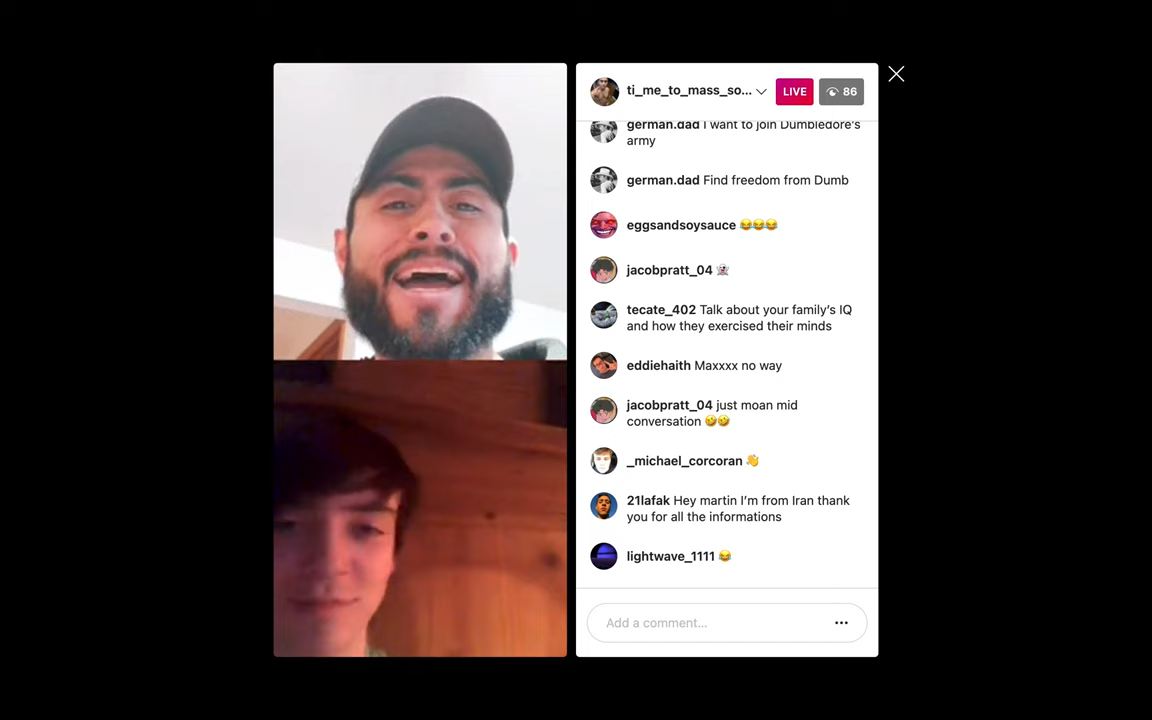 ti_me_to_mass_so...
LIVE
86
german.dad I want to join Dumbledore's
army
german.dad Find freedom from Dumb
eggsandsoysauce 😂😂😂
jacobpratt_04 👻
tecate_402 Talk about your family's IQ
and how they exercised their minds
eddiehaith Maxxxx no way
jacobpratt_04 just moan mid
conversation 🤣🤣
_michael_corcoran 👋
21lafak Hey martin I'm from Iran thank
you for all the informations
lightwave_1111 😂
Add a comment...